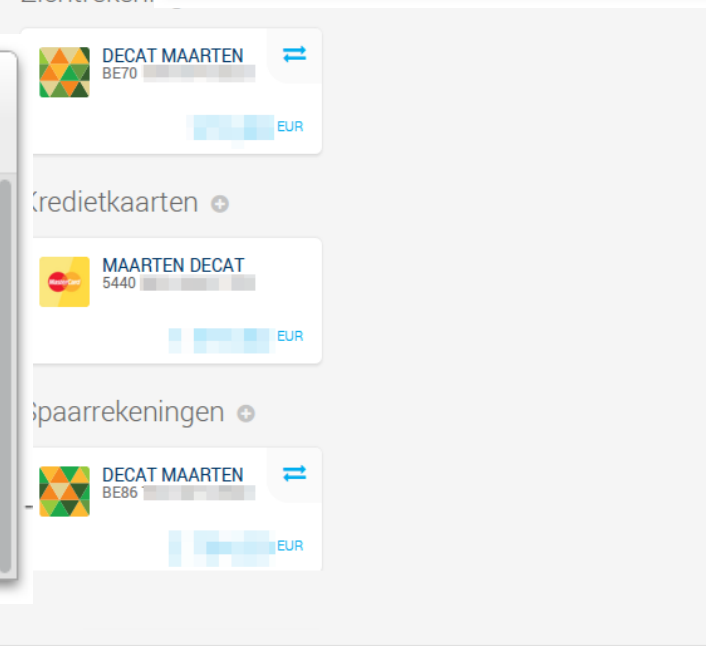 DECAT MAARTEN
BE70
EUR
Kredietkaarten
MAARTEN DECAT
5440
EUR
Spaarrekeningen
DECAT MAARTEN
BE86
EUR